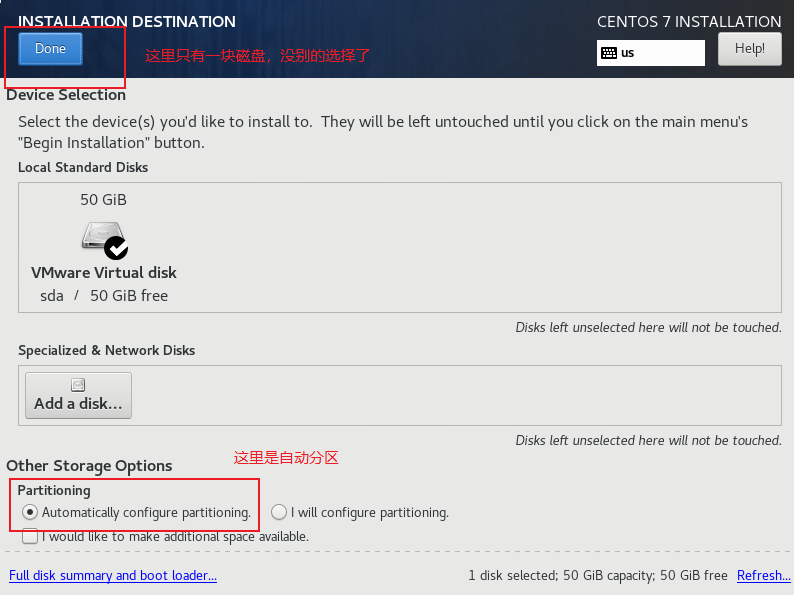 INSTALLATION DESTINATION
CENTOS 7 INSTALLATION
Done
这里只有一块磁盘，没别的选择了
us
Help!
Device Selection
Select the device(s) you'd like to install to.  They will be left untouched until you click on the main menu's
"Begin Installation" button.
Local Standard Disks
50 GiB
VMware Virtual disk
sda / 50 GiB free
Disks left unselected here will not be touched.
Specialized & Network Disks
Add a disk...
Disks left unselected here will not be touched.
这里是自动分区
Other Storage Options
Partitioning
Automatically configure partitioning. I will configure partitioning.
I would like to make additional space available.
Full disk summary and boot loader... 1 disk selected; 50 GiB capacity; 50 GiB free Refresh...